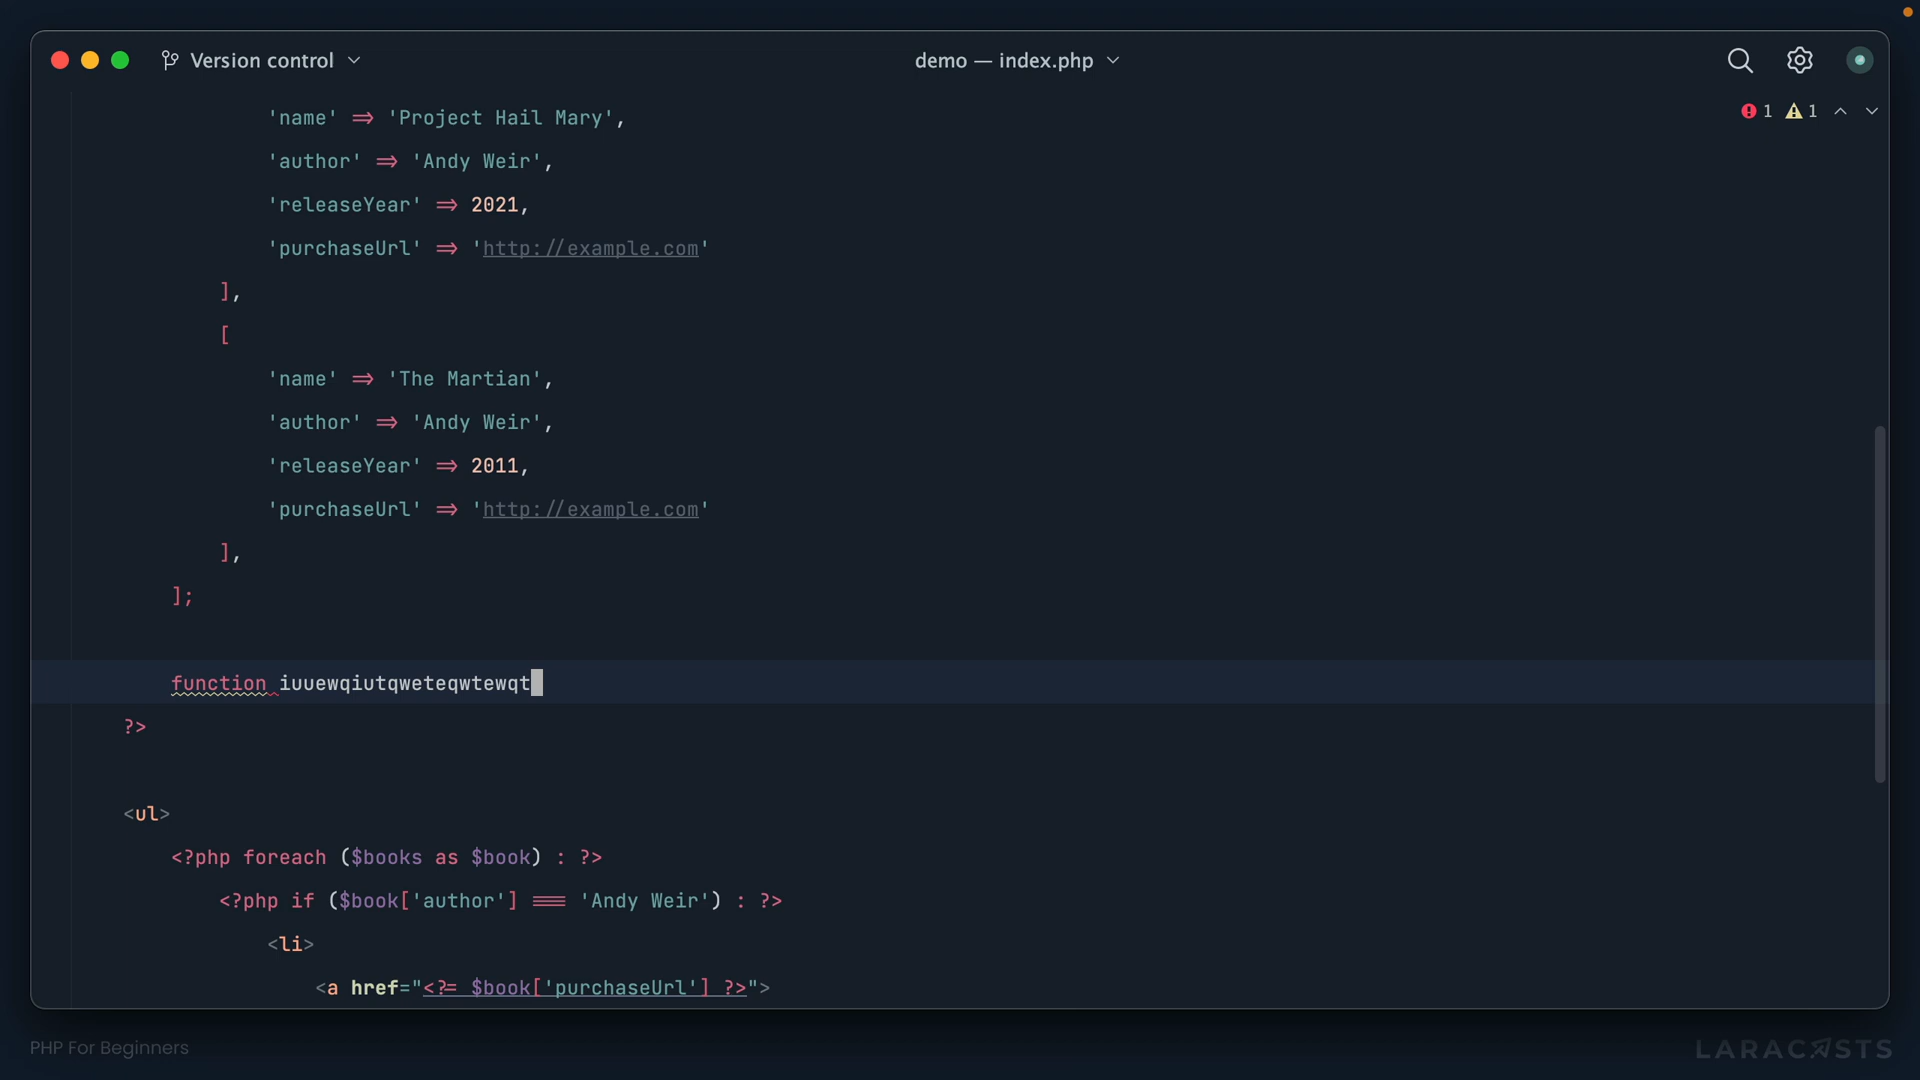 Version control
demo — index.php
1 1
'name' => 'Project Hail Mary',
'author' => 'Andy Weir',
'releaseYear' => 2021,
'purchaseUrl' => 'http://example.com'
],
[
'name' => 'The Martian',
'author' => 'Andy Weir',
'releaseYear' => 2011,
'purchaseUrl' => 'http://example.com'
],
];
function iuuewqiutqweteqwtewqt
?>
<ul>
<?php foreach ($books as $book) : ?>
<?php if ($book['author'] === 'Andy Weir') : ?>
<li>
<a href="<?= $book['purchaseUrl'] ?>">
PHP For Beginners
LARACASTS